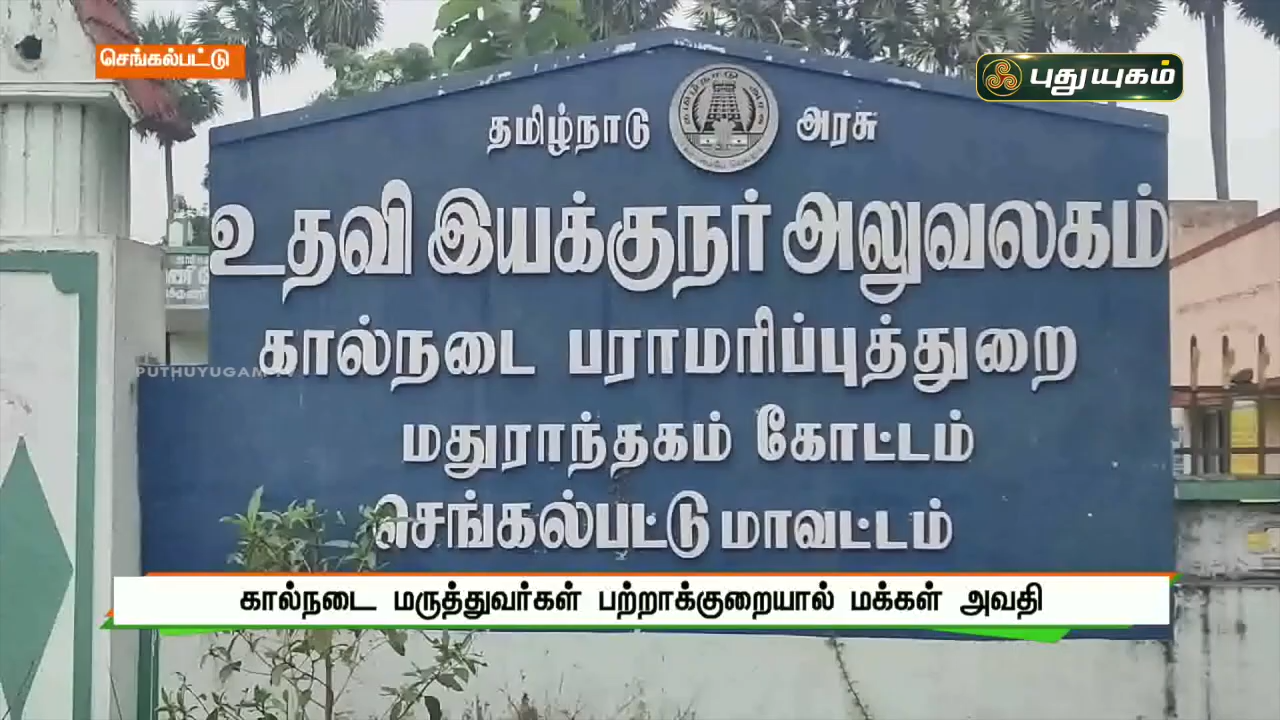 செங்கல்பட்டு
புதுயுகம்
தமிழ்நாடு அரசு
உதவி இயக்குநர் அலுவலகம்
கால்நடை பராமரிப்புத்துறை
PUTHUYUGAM TV
மதுராந்தகம் கோட்டம்
செங்கல்பட்டு மாவட்டம்
கால்நடை மருத்துவர்கள் பற்றாக்குறையால் மக்கள் அவதி